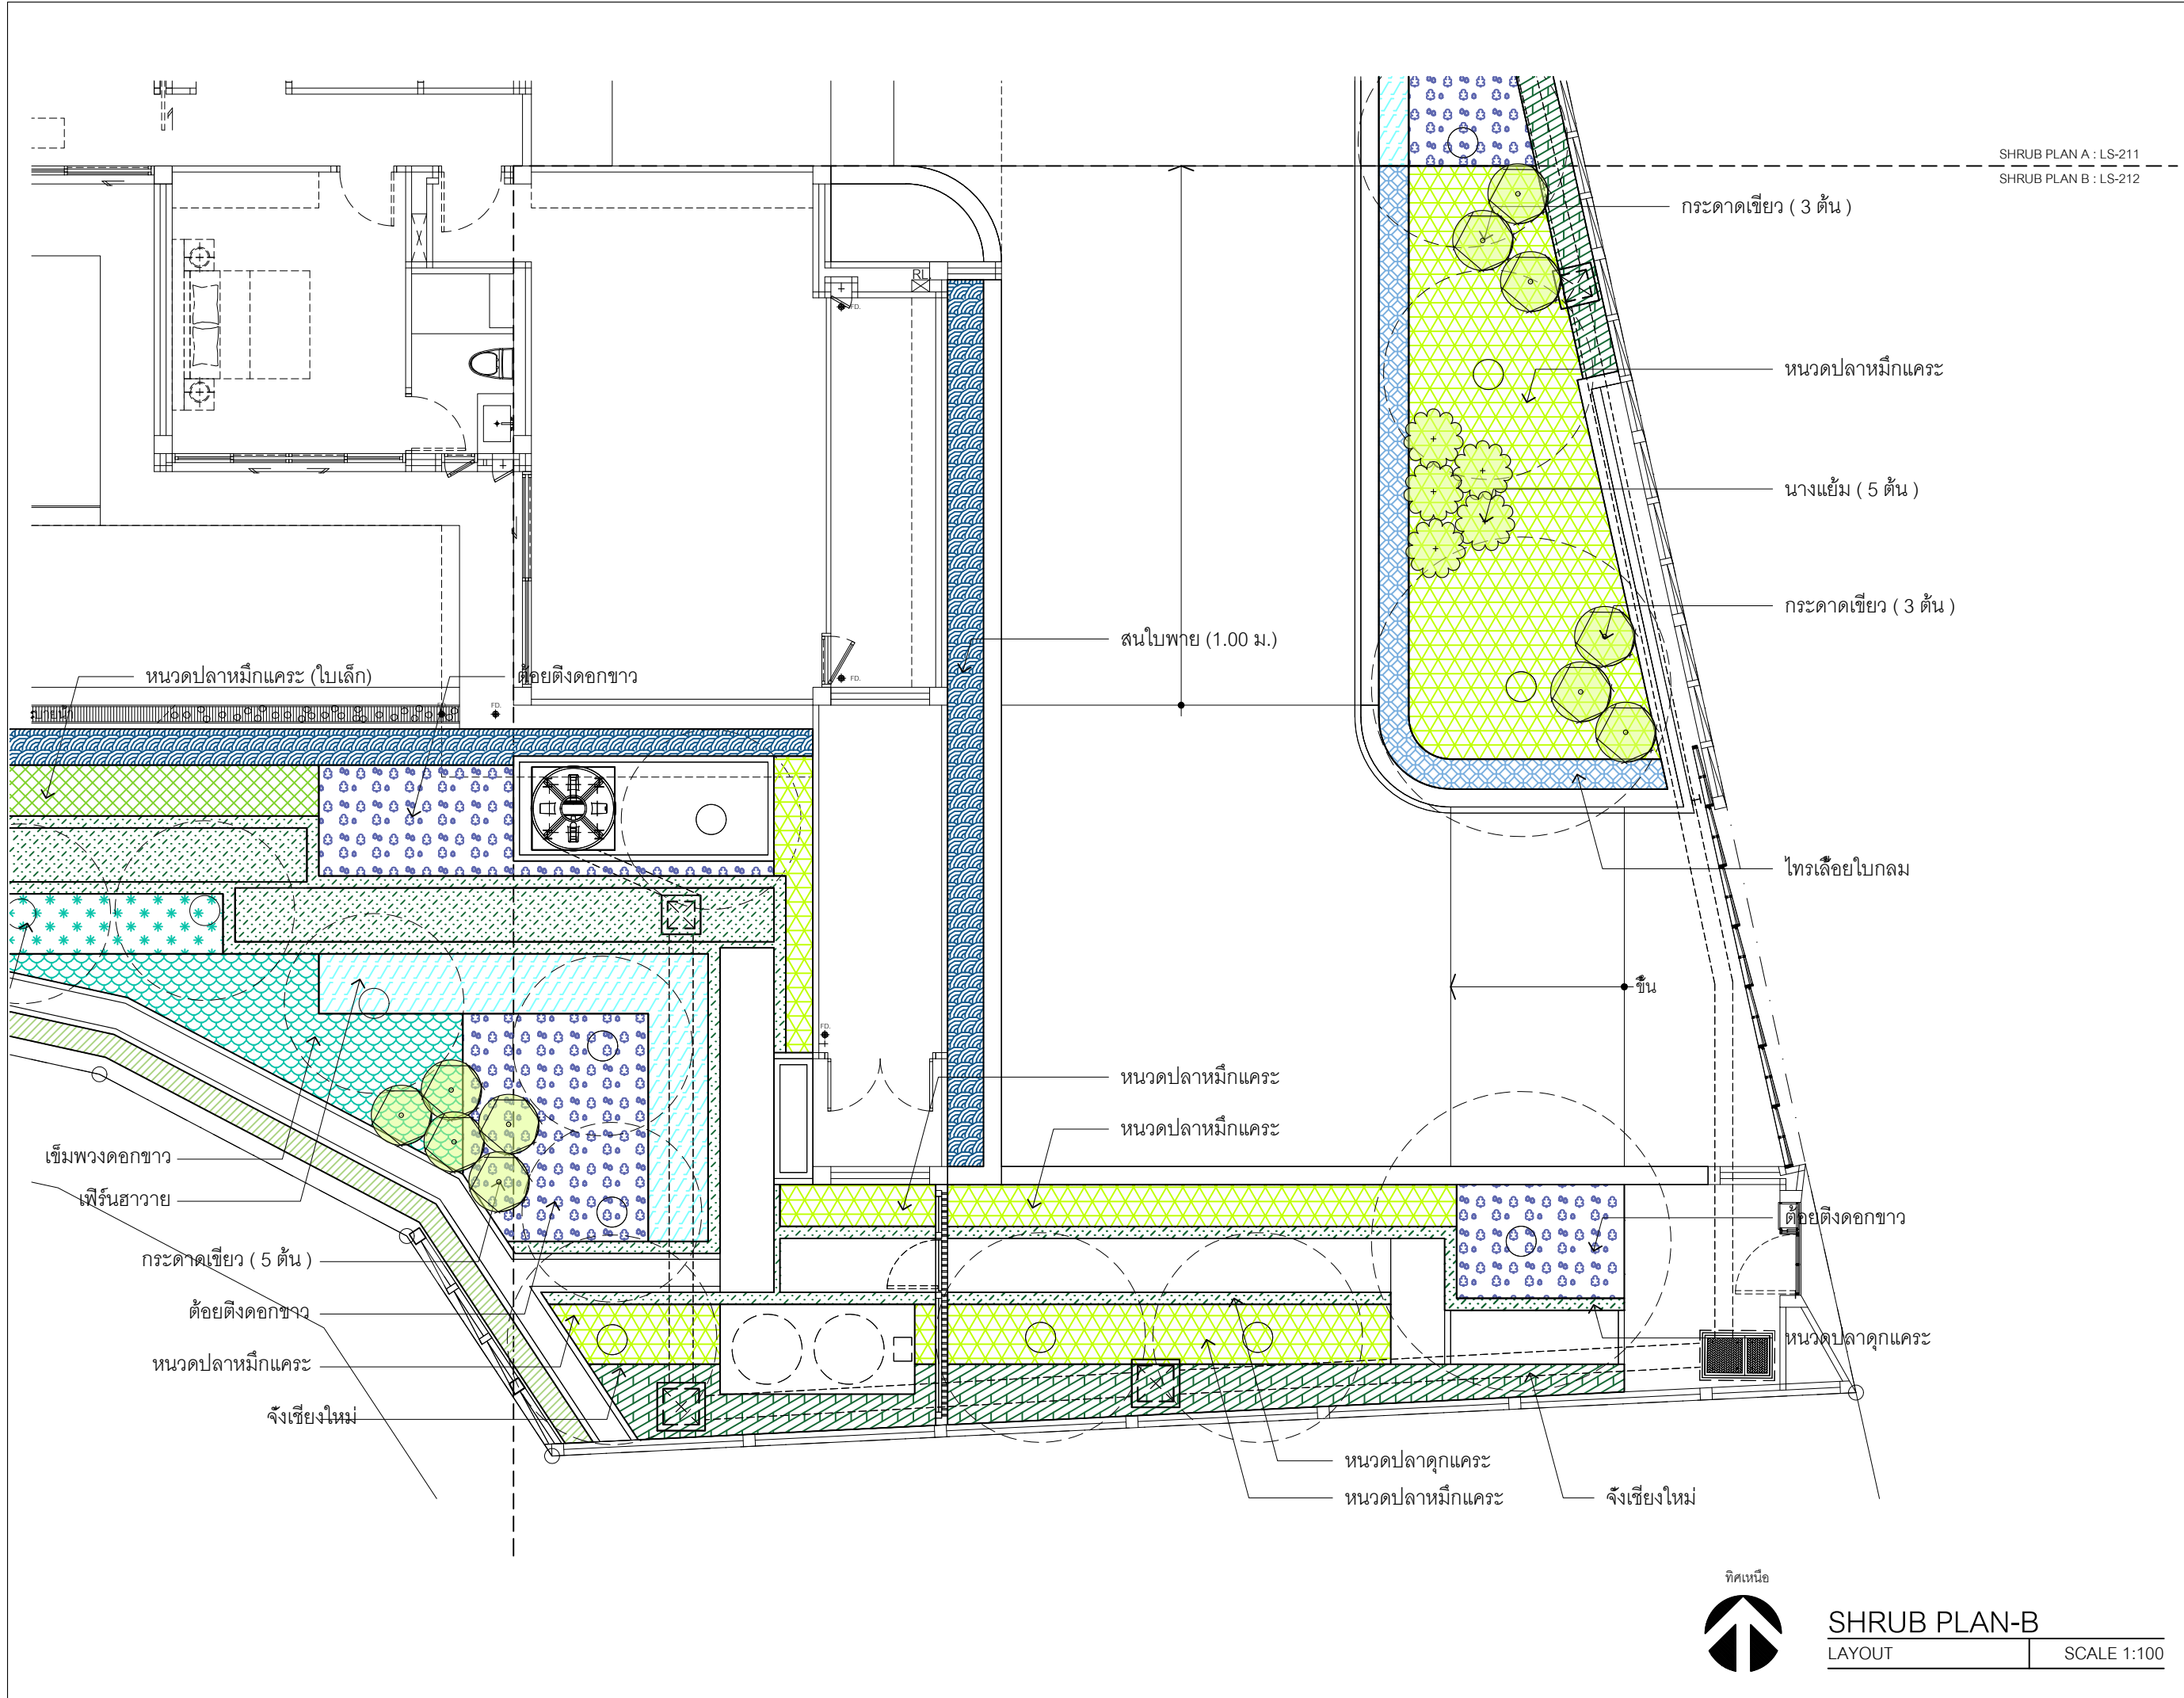 SHRUB PLAN A : LS-211
SHRUB PLAN B : LS-212
กระดาดเขียว ( 3 ต้น )
RL.
FD.
หนวดปลาหมึกแคระ
นางแย้ม ( 5 ต้น )
กระดาดเขียว ( 3 ต้น )
สนใบพาย (1.00 ม.)
หนวดปลาหมึกแคระ (ใบเล็ก)
ต้อยติ่งดอกขาว
FD.
FD.
ไทรเลื้อยใบกลม
ขึ้น
FD.
หนวดปลาหมึกแคระ
หนวดปลาหมึกแคระ
เข็มพวงดอกขาว
เฟิร์นฮาวาย
ต้อยติ่งดอกขาว
กระดาดเขียว ( 5 ต้น )
ต้อยติ่งดอกขาว
หนวดปลาดุกแคระ
หนวดปลาหมึกแคระ
จั๋งเชียงใหม่
หนวดปลาดุกแคระ
หนวดปลาหมึกแคระ
จั๋งเชียงใหม่
ทิศเหนือ
SHRUB PLAN-B
LAYOUT
SCALE 1:100